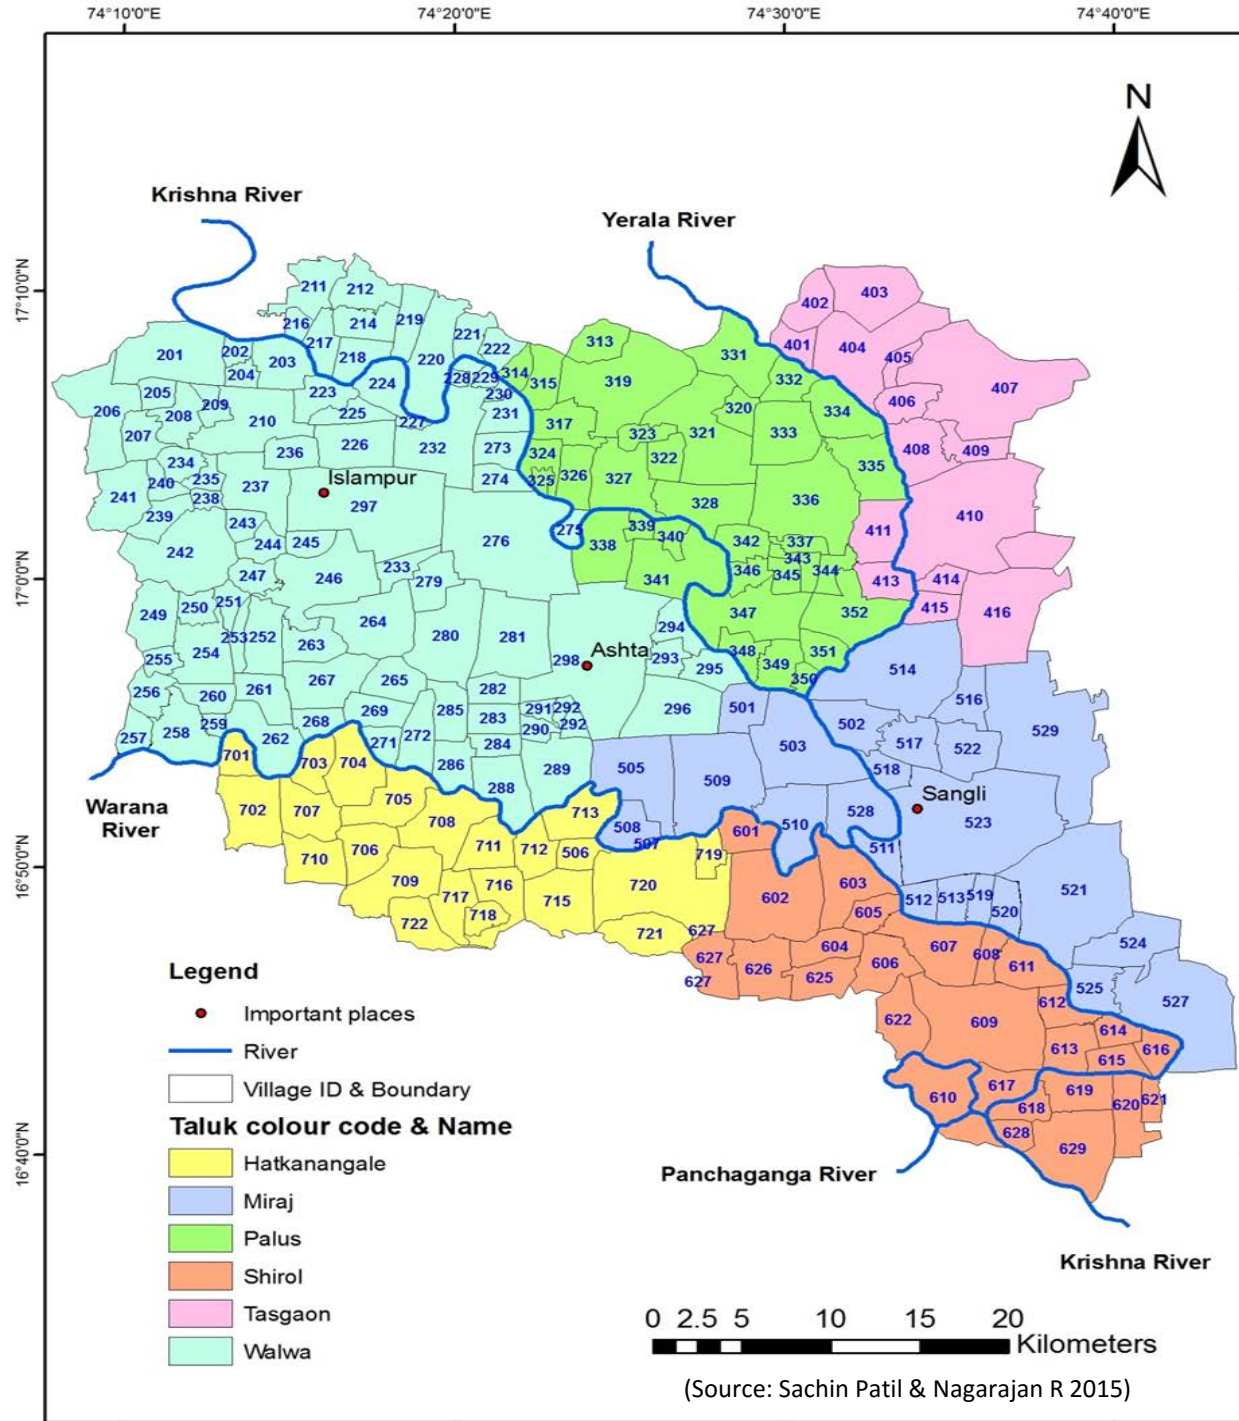 74°10'0"E 74°20'0"E 74°30'0"E 74°40'0"E
N
Krishna River
Yerala River
17°10'0"N
211 212 402 403
216 214 219 401 404
217 218 220 221 222 313 331 405
201 202 203 204 224 228 229 314 315 319 332 407
205 206 209 223 230 320 334 406
207 208 210 225 227 231 317 321 333
234 236 226 232 273 323 324 322 335 408 409
240 235 237 274 325 326 327
241 238 Islampur
239 243 297 275 328 336 410
242 244 245 276 338 339 340 342 337 411
247 246 233 279 341 346 343 345 344 413 414
17°0'0"N
249 250 251 264 347 352 415 416
253 252 263 280 281 294 348 351
255 254 298 Ashta 293 295 349 350 514
256 260 261 267 265 282 516
259 268 269 285 283 291 292 296 501 502 529
257 258 262 271 272 284 290 292 503 517 522
701 703 704 286 289 505 509 518
Warana
River
702 707 705 288 713 528 Sangli
708 508 510 523
710 706 711 712 506 507 719 601 511
16°50'0"N
709 717 716 715 720 602 603 512 513 519 520 521
722 718 721 627 605 524
627 626 604 625 606 607 608 611
627 612 525 527
622 609 614
613 615 616
610 617 618 619 620 621
628 629
16°40'0"N
Panchaganga River
Krishna River
Legend
Important places
River
Village ID & Boundary
Taluk colour code & Name
Hatkanangale
Miraj
Palus
Shirol
Tasgaon
Walwa
0 2.5 5 10 15 20
Kilometers
(Source: Sachin Patil & Nagarajan R 2015)